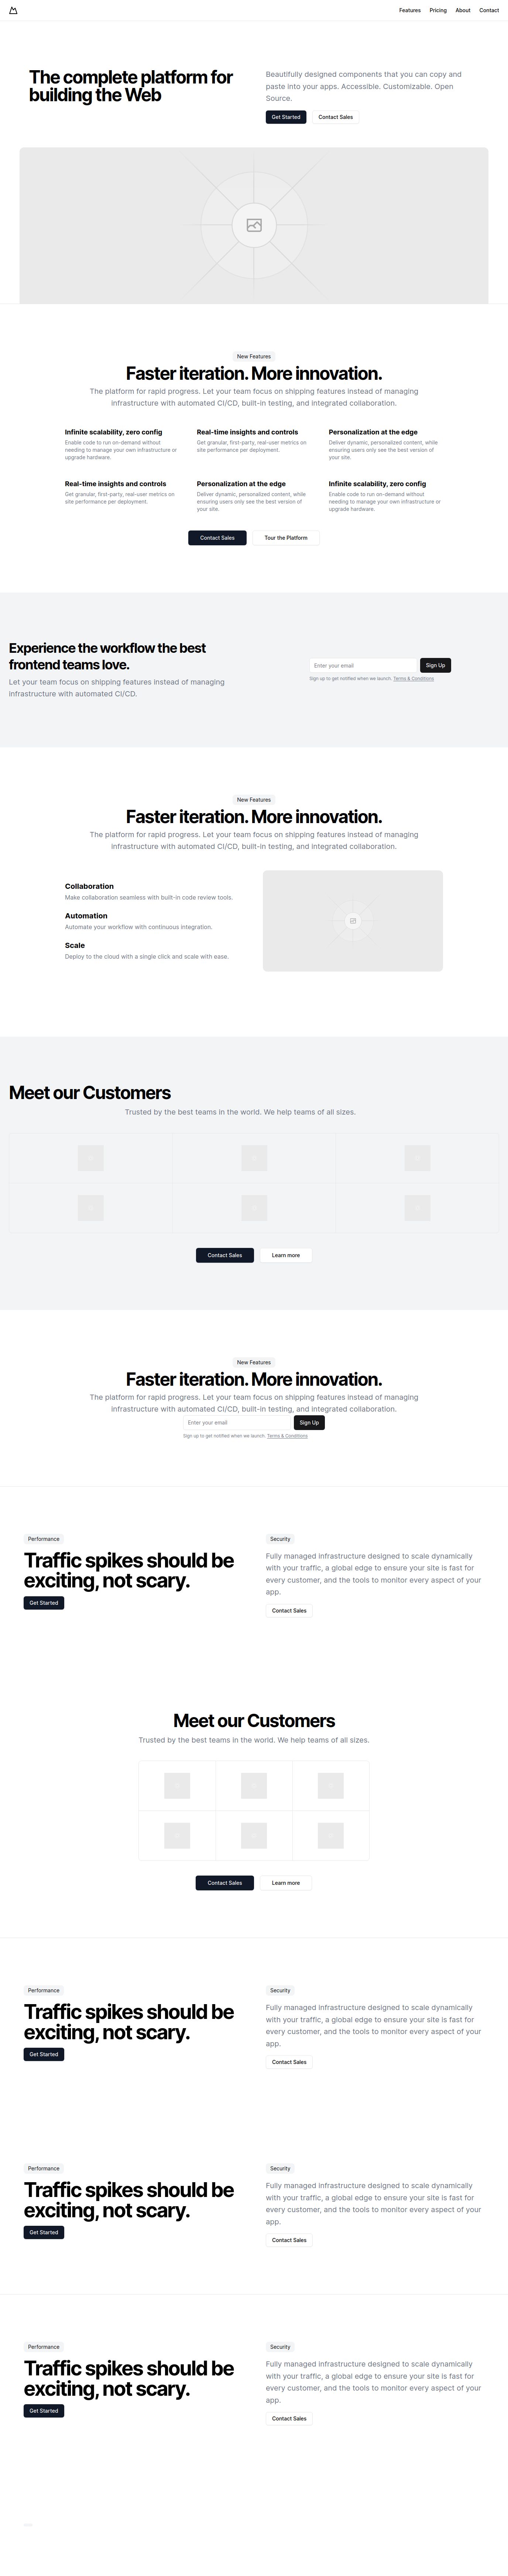 Features Pricing About Contact
The complete platform for
building the Web
Beautifully designed components that you can copy and
paste into your apps. Accessible. Customizable. Open
Source.
Get Started Contact Sales
New Features
Faster iteration. More innovation.
The platform for rapid progress. Let your team focus on shipping features instead of managing
infrastructure with automated CI/CD, built-in testing, and integrated collaboration.
Infinite scalability, zero config
Enable code to run on-demand without
needing to manage your own infrastructure or
upgrade hardware.
Real-time insights and controls
Get granular, first-party, real-user metrics on
site performance per deployment.
Personalization at the edge
Deliver dynamic, personalized content, while
ensuring users only see the best version of
your site.
Real-time insights and controls
Get granular, first-party, real-user metrics on
site performance per deployment.
Personalization at the edge
Deliver dynamic, personalized content, while
ensuring users only see the best version of
your site.
Infinite scalability, zero config
Enable code to run on-demand without
needing to manage your own infrastructure or
upgrade hardware.
Contact Sales Tour the Platform
Experience the workflow the best
frontend teams love.
Let your team focus on shipping features instead of managing
infrastructure with automated CI/CD.
Enter your email Sign Up
Sign up to get notified when we launch. Terms & Conditions
New Features
Faster iteration. More innovation.
The platform for rapid progress. Let your team focus on shipping features instead of managing
infrastructure with automated CI/CD, built-in testing, and integrated collaboration.
Collaboration
Make collaboration seamless with built-in code review tools.
Automation
Automate your workflow with continuous integration.
Scale
Deploy to the cloud with a single click and scale with ease.
Meet our Customers
Trusted by the best teams in the world. We help teams of all sizes.
Contact Sales Learn more
New Features
Faster iteration. More innovation.
The platform for rapid progress. Let your team focus on shipping features instead of managing
infrastructure with automated CI/CD, built-in testing, and integrated collaboration.
Enter your email Sign Up
Sign up to get notified when we launch. Terms & Conditions
Performance
Traffic spikes should be
exciting, not scary.
Get Started
Security
Fully managed infrastructure designed to scale dynamically
with your traffic, a global edge to ensure your site is fast for
every customer, and the tools to monitor every aspect of your
app.
Contact Sales
Meet our Customers
Trusted by the best teams in the world. We help teams of all sizes.
Contact Sales Learn more
Performance
Traffic spikes should be
exciting, not scary.
Get Started
Security
Fully managed infrastructure designed to scale dynamically
with your traffic, a global edge to ensure your site is fast for
every customer, and the tools to monitor every aspect of your
app.
Contact Sales
Performance
Traffic spikes should be
exciting, not scary.
Get Started
Security
Fully managed infrastructure designed to scale dynamically
with your traffic, a global edge to ensure your site is fast for
every customer, and the tools to monitor every aspect of your
app.
Contact Sales
Performance
Traffic spikes should be
exciting, not scary.
Get Started
Security
Fully managed infrastructure designed to scale dynamically
with your traffic, a global edge to ensure your site is fast for
every customer, and the tools to monitor every aspect of your
app.
Contact Sales